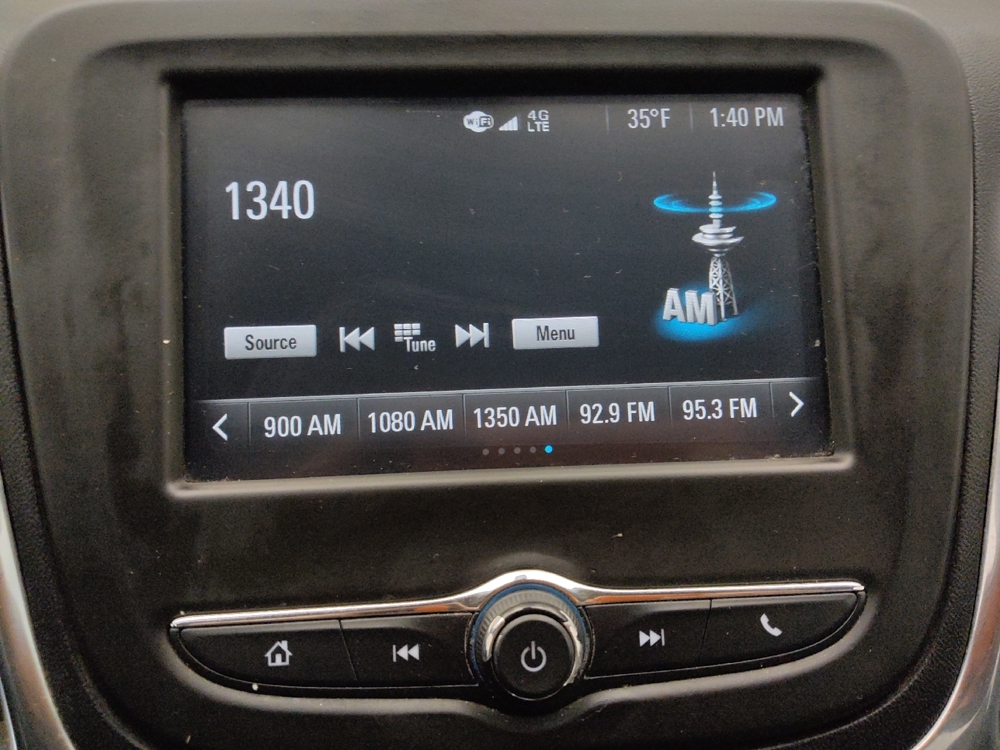 WiFi 4G LTE 35°F 1:40 PM
1340
AM
Source Tune Menu
900 AM 1080 AM 1350 AM 92.9 FM 95.3 FM